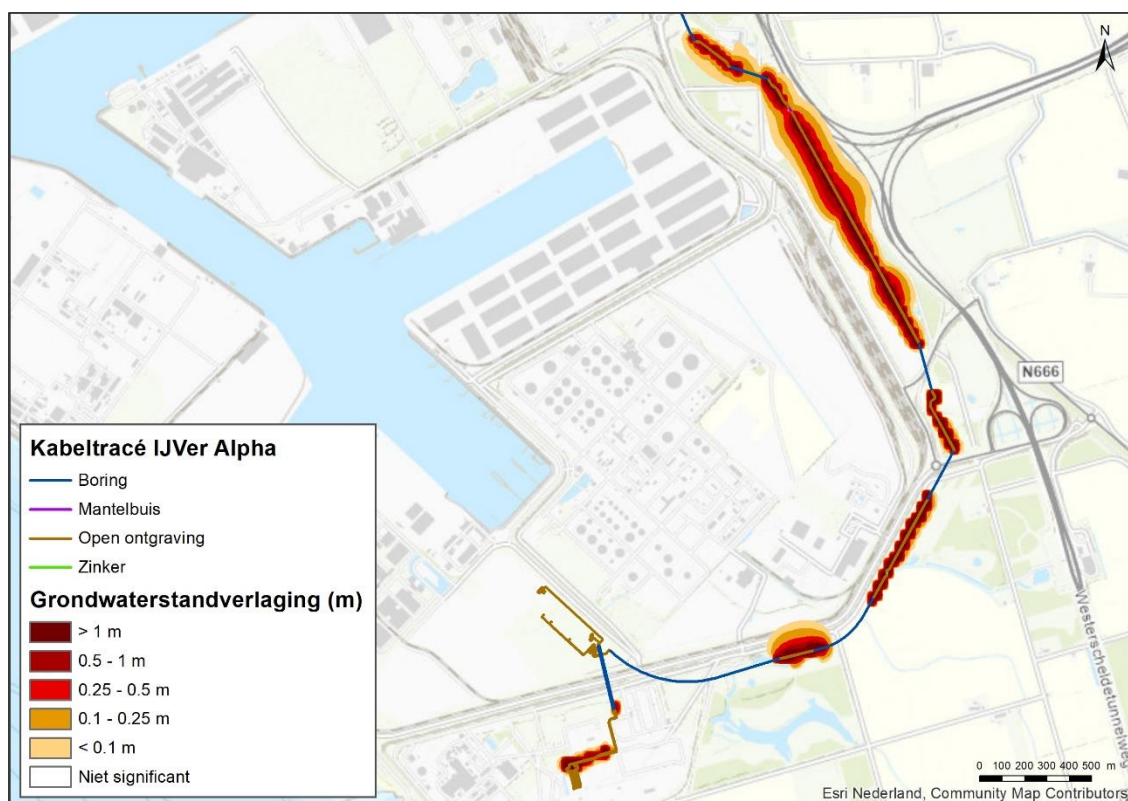 N
N666
Westerscheldetunnelweg
Kabeltracé IJVer Alpha
Boring
Mantelbuis
Open ontgraving
Zinker
Grondwaterstandverlaging (m)
> 1 m
0.5 - 1 m
0.25 - 0.5 m
0.1 - 0.25 m
< 0.1 m
Niet significant
0 100 200 300 400 500 m
Esri Nederland, Community Map Contributors